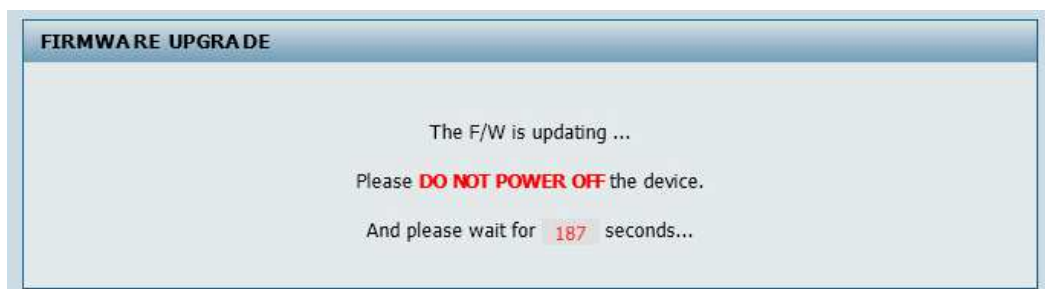 FIRMWARE UPGRADE
The F/W is updating ...
Please DO NOT POWER OFF the device.
And please wait for 187 seconds...